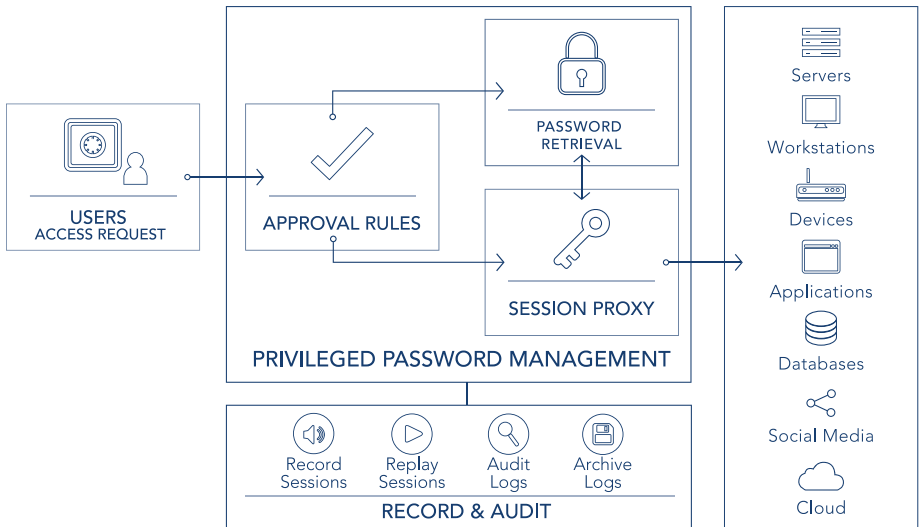 USERS
ACCESS REQUEST
APPROVAL RULES
PASSWORD
RETRIEVAL
SESSION PROXY
PRIVILEGED PASSWORD MANAGEMENT
Record
Sessions
Replay
Sessions
Audit
Logs
Archive
Logs
RECORD & AUDIT
Servers
Workstations
Devices
Applications
Databases
Social Media
Cloud